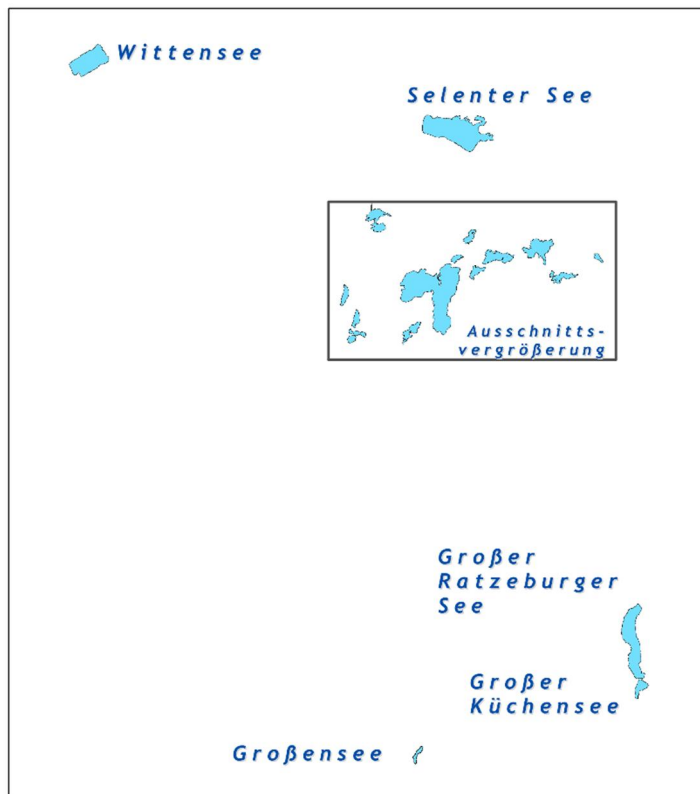 Wittensee
Selenter See
Ausschnitts-
vergrößerung
Großer
Ratzeburger
See
Großer
Küchensee
Großensee